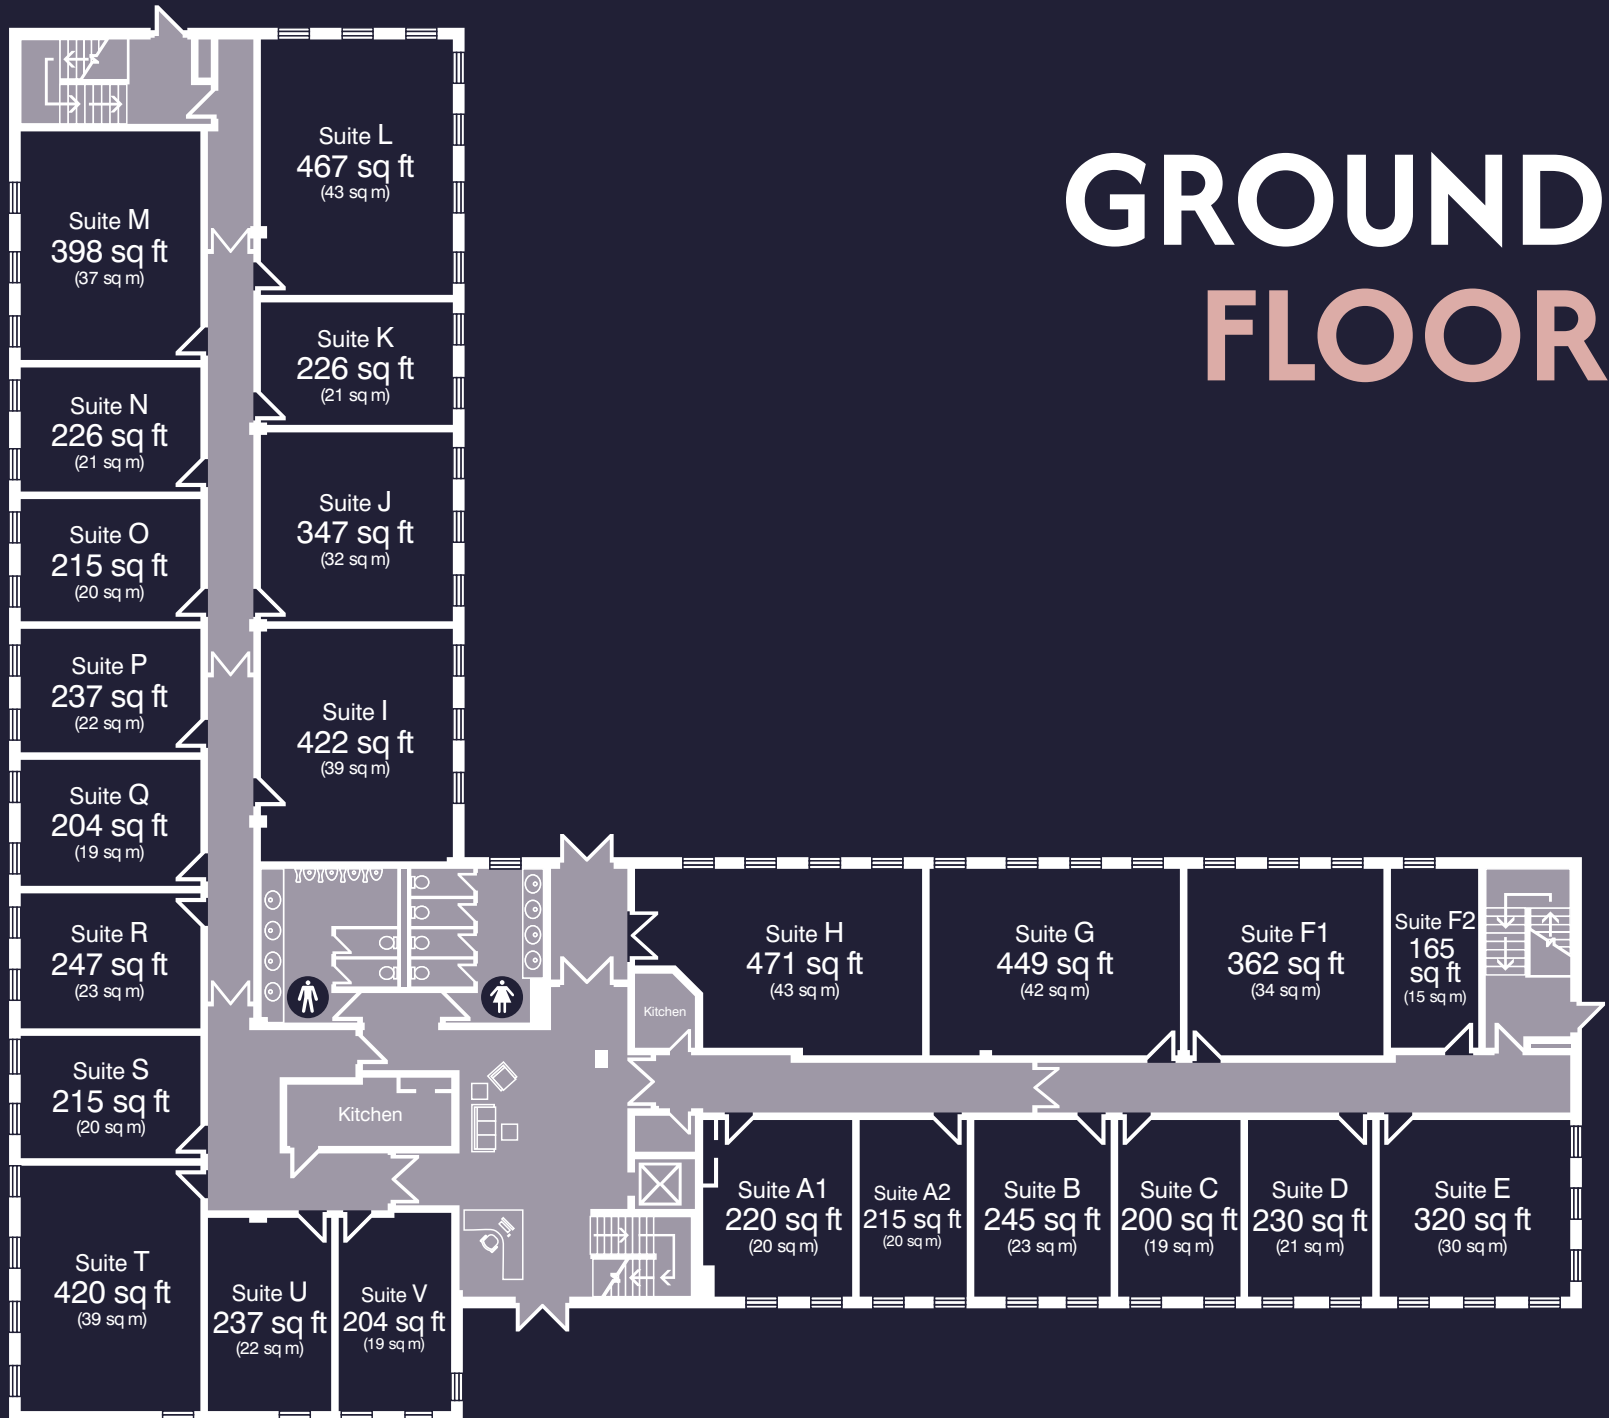 GROUND
FLOOR
Suite L
467 sq ft
(43 sq m)
Suite M
398 sq ft
(37 sq m)
Suite K
226 sq ft
(21 sq m)
Suite N
226 sq ft
(21 sq m)
Suite J
347 sq ft
(32 sq m)
Suite O
215 sq ft
(20 sq m)
Suite P
237 sq ft
(22 sq m)
Suite I
422 sq ft
(39 sq m)
Suite Q
204 sq ft
(19 sq m)
Suite R
247 sq ft
(23 sq m)
Suite H
471 sq ft
(43 sq m)
Suite G
449 sq ft
(42 sq m)
Suite F1
362 sq ft
(34 sq m)
Suite F2
165
sq ft
(15 sq m)
Kitchen
Suite S
215 sq ft
(20 sq m)
Kitchen
Suite A1
220 sq ft
(20 sq m)
Suite A2
215 sq ft
(20 sq m)
Suite B
245 sq ft
(23 sq m)
Suite C
200 sq ft
(19 sq m)
Suite D
230 sq ft
(21 sq m)
Suite E
320 sq ft
(30 sq m)
Suite T
420 sq ft
(39 sq m)
Suite U
237 sq ft
(22 sq m)
Suite V
204 sq ft
(19 sq m)